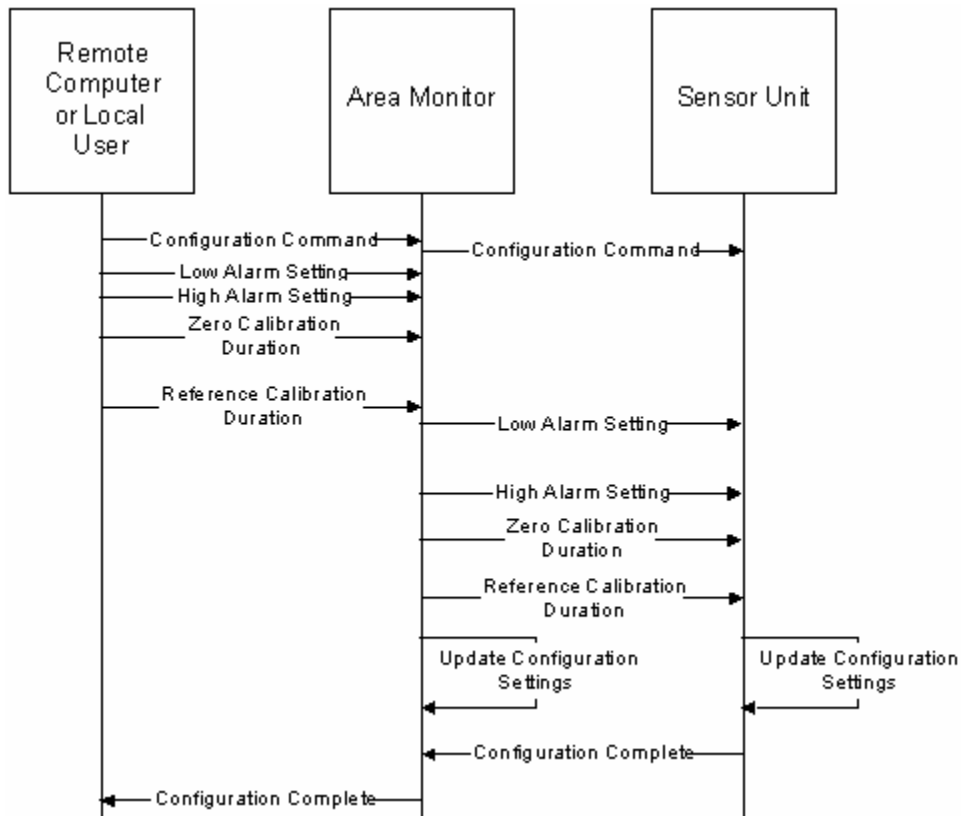 Remote
Computer
or Local
User
Area Monitor
Sensor Unit
Configuration Command
Configuration Command
Low Alarm Setting
High Alarm Setting
Zero Calibration
Duration
Reference Calibration
Duration
Low Alarm Setting
High Alarm Setting
Zero Calibration
Duration
Reference Calibration
Duration
Update Configuration
Settings
Update Configuration
Settings
Configuration Complete
Configuration Complete